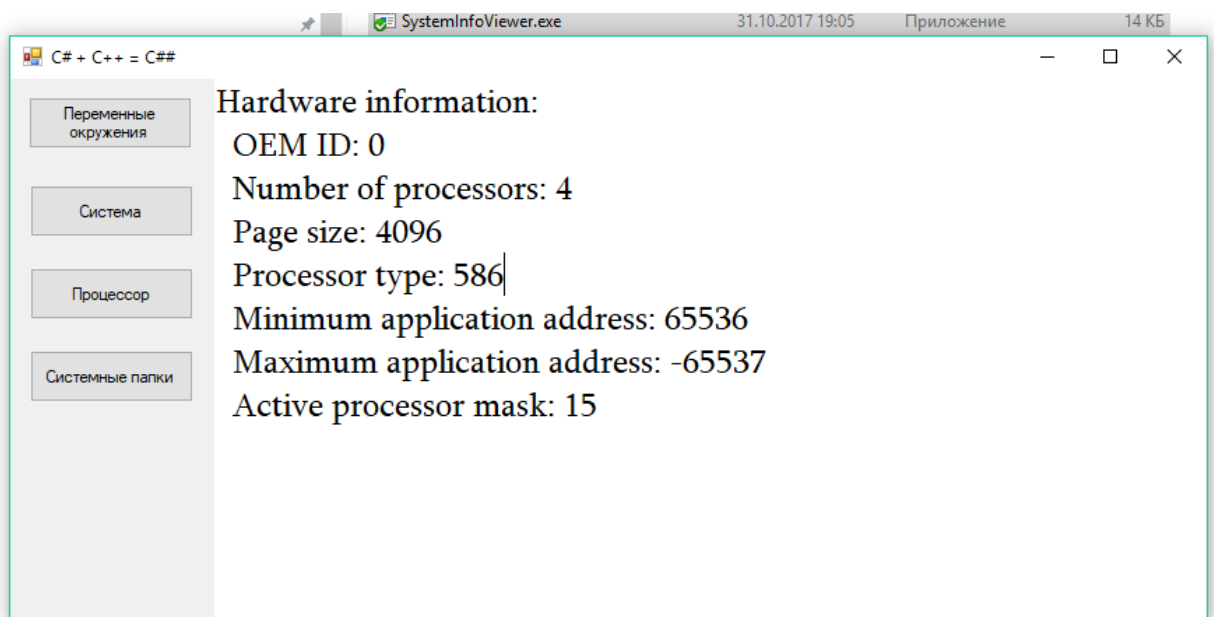 SystemInfoViewer.exe 31.10.2017 19:05 Приложение 14 КБ
C# + C++ = C##
Переменные
окружения
Система
Процессор
Системные папки
Hardware information:
OEM ID: 0
Number of processors: 4
Page size: 4096
Processor type: 586
Minimum application address: 65536
Maximum application address: -65537
Active processor mask: 15